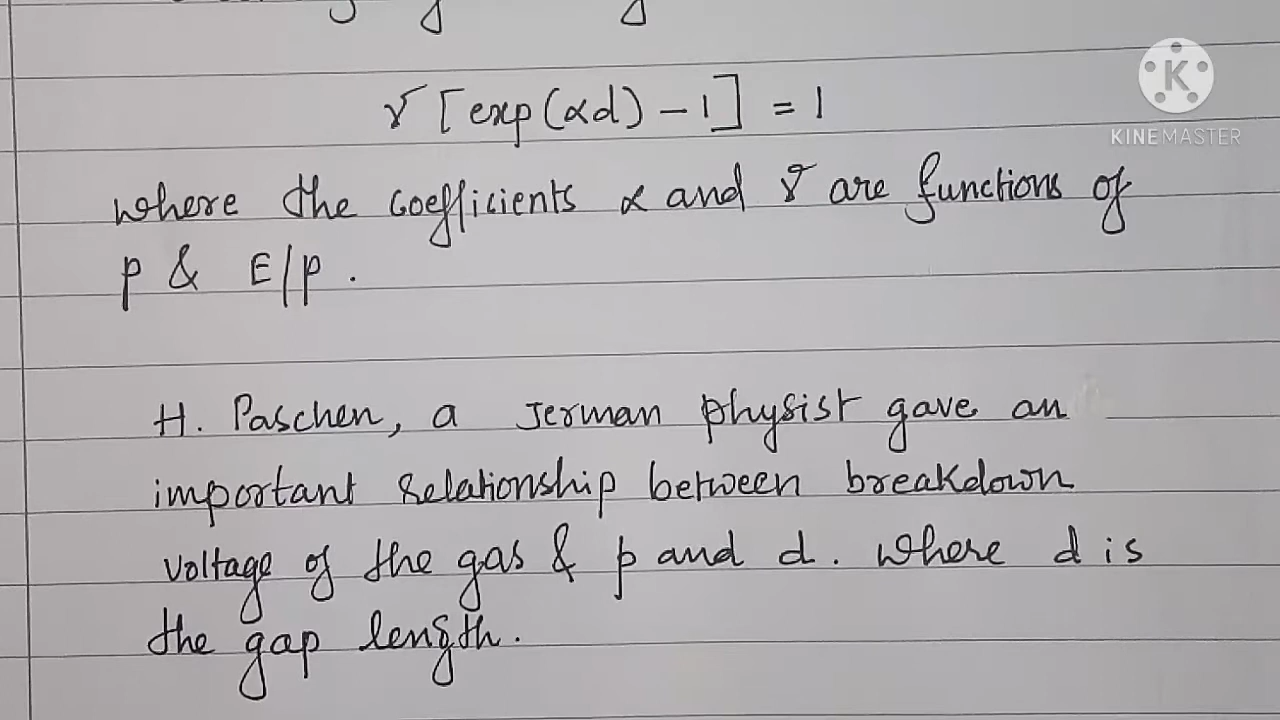 γ [exp(αd) - 1] = 1
where the coefficients α and γ are functions of
p & E/p.
H. Paschen, a Jerman physist gave an
important relationship between breakdown
voltage of the gas & p and d. where d is
the gap length.
K
KINEMASTER